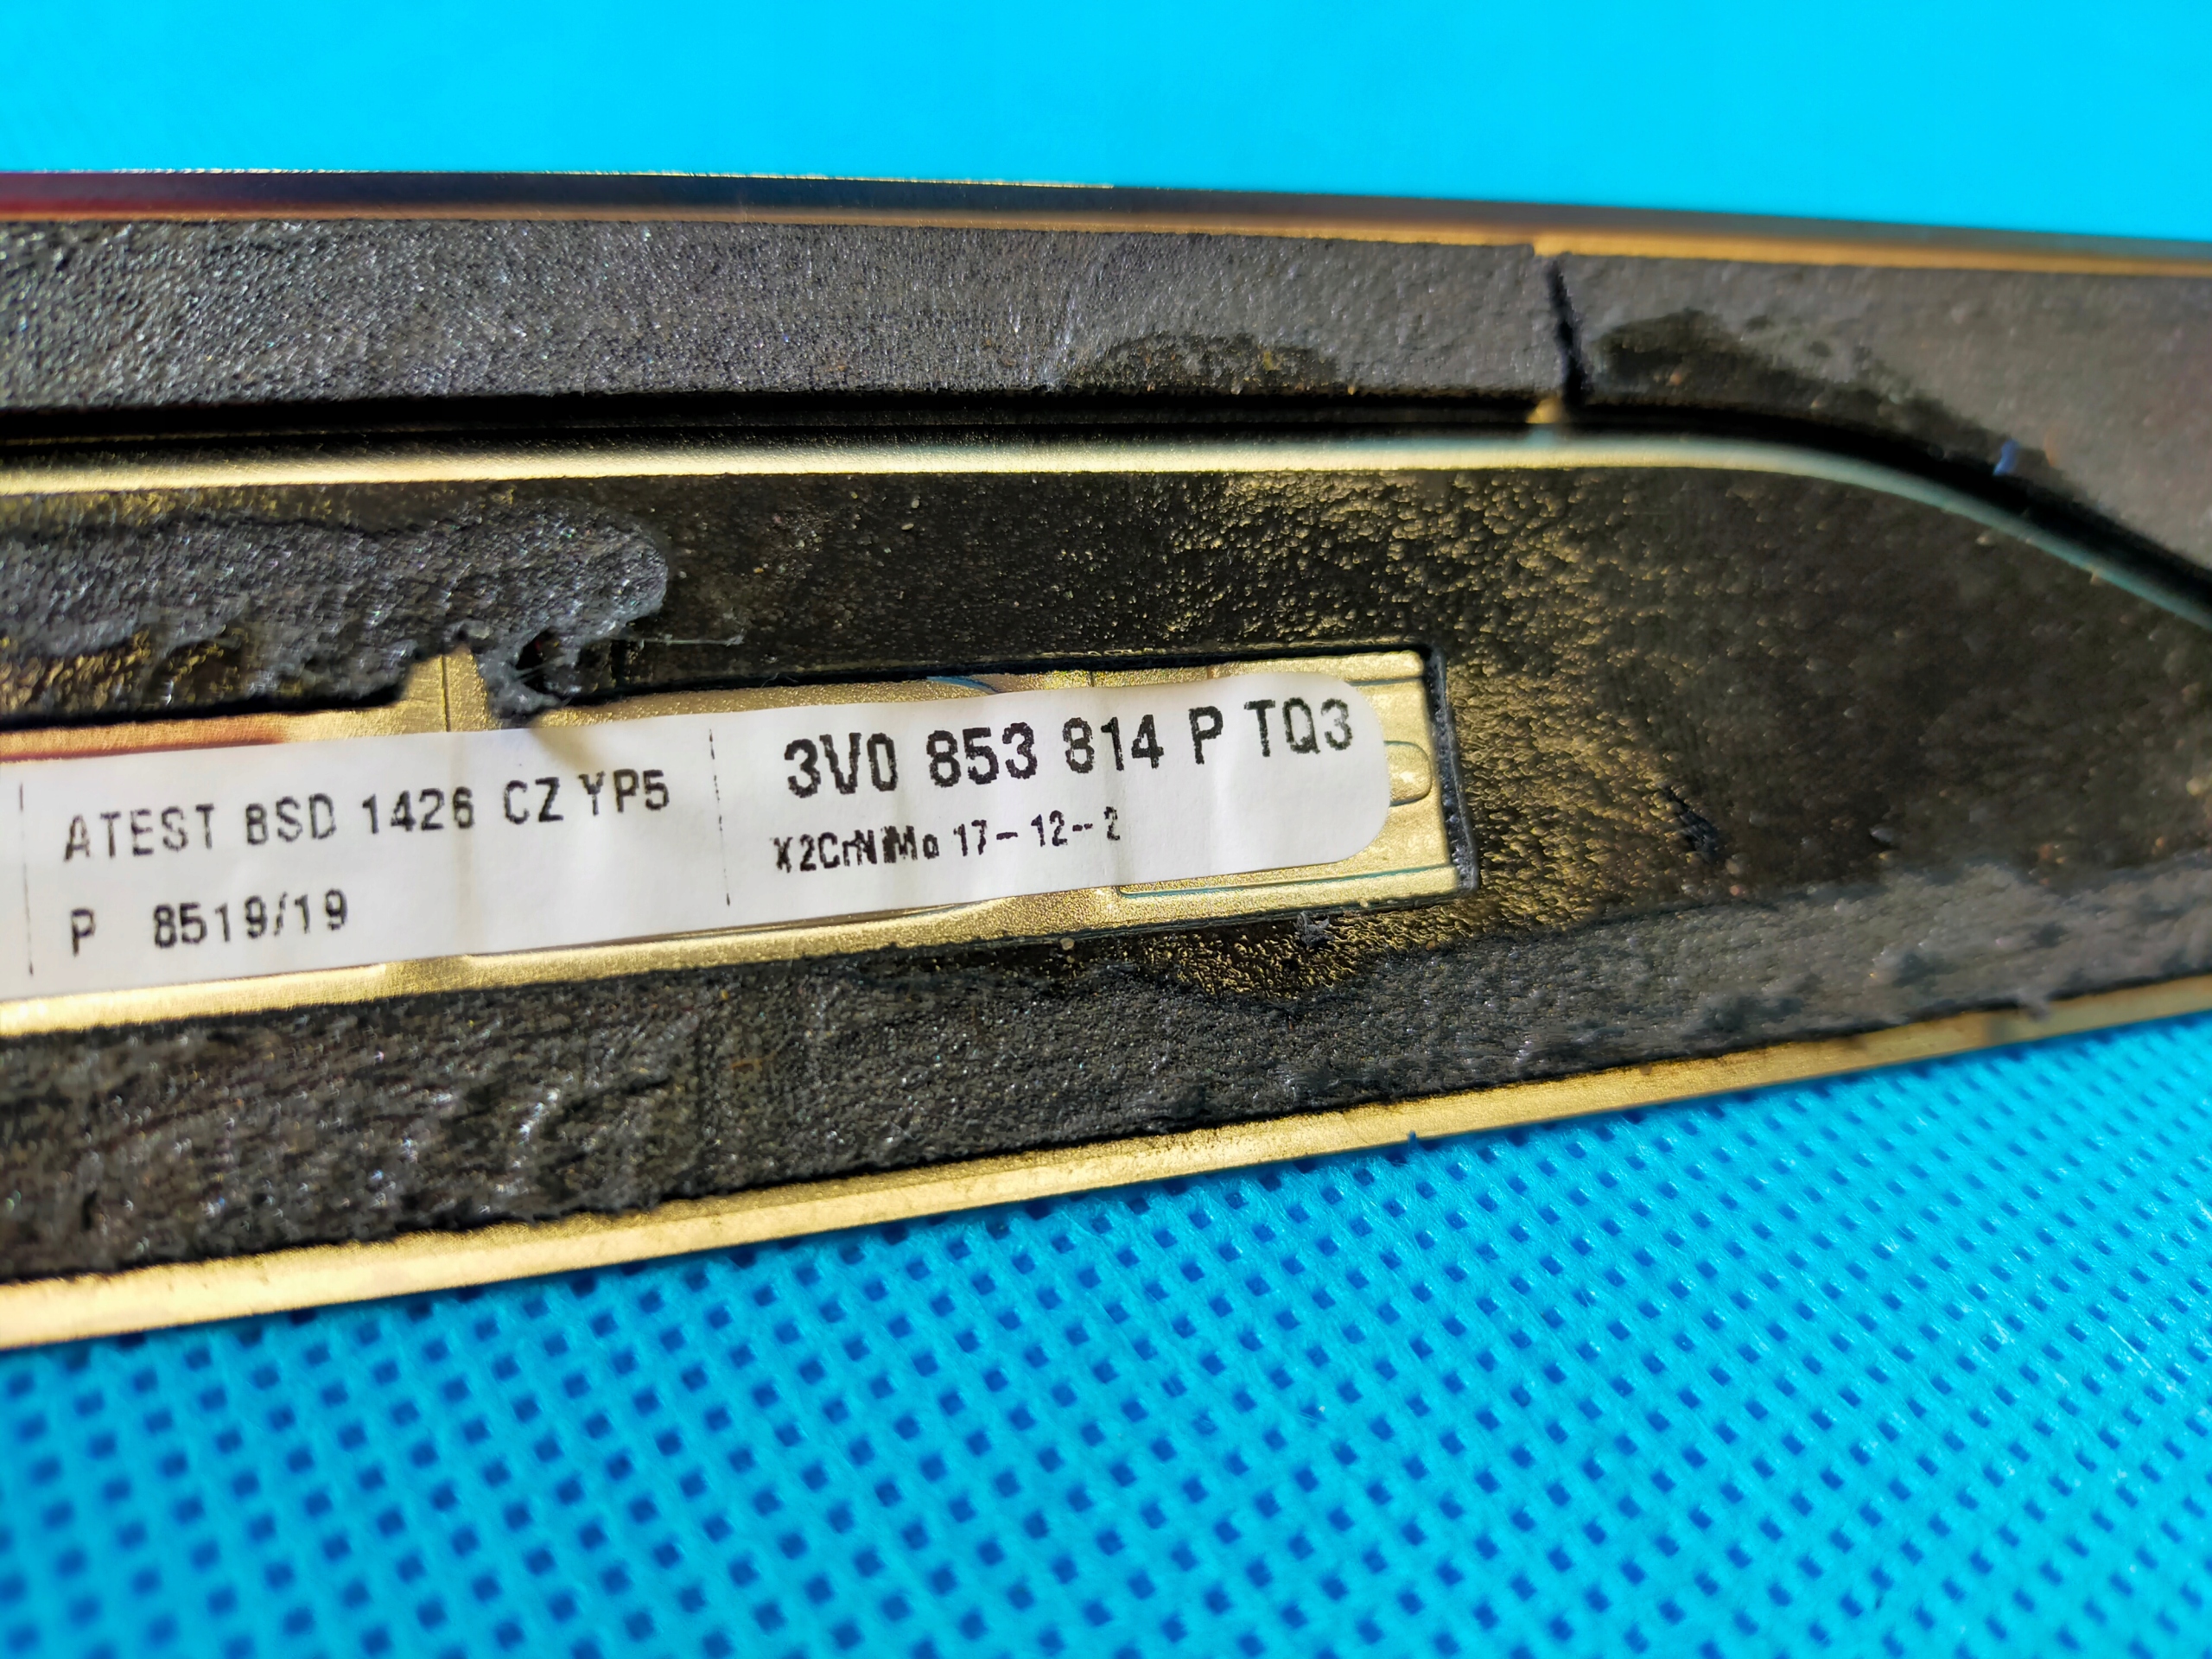 ATEST 8SD 1426 CZ YP5
P 8519/19
3V0 853 814 P TQ3
X2CrNiMo 17-12-2